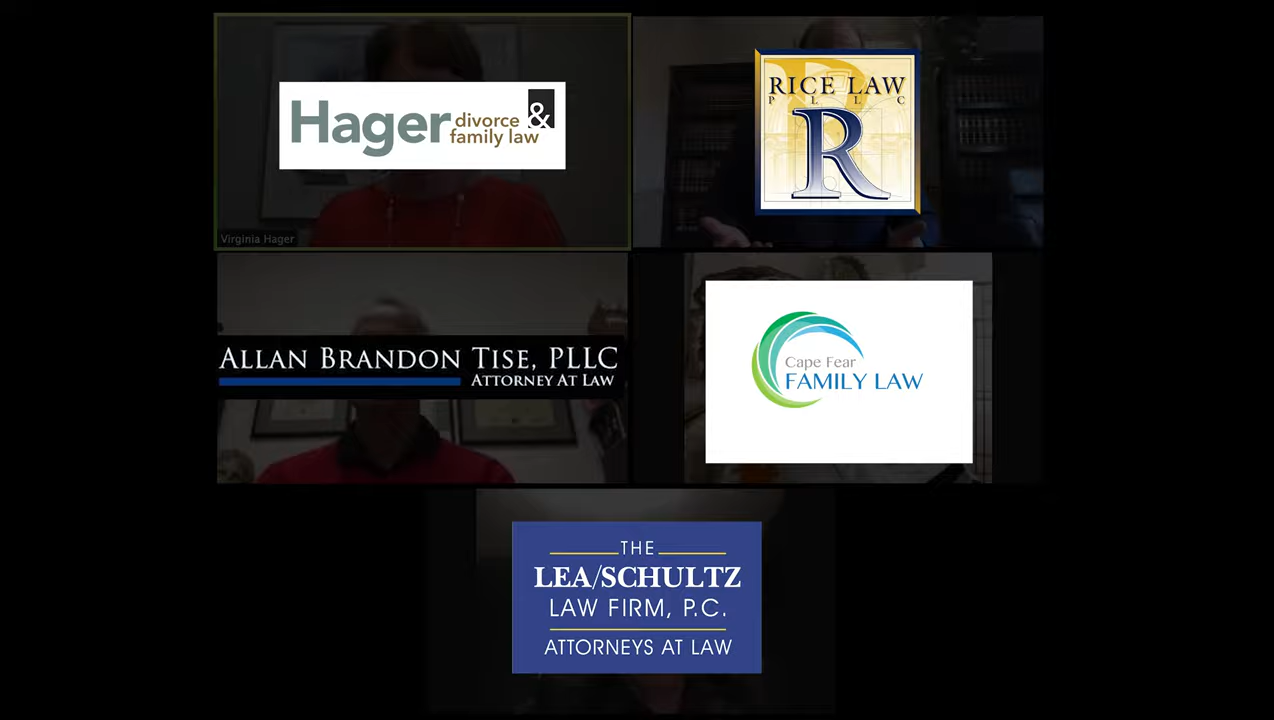 Hager divorce &
family law
Virginia Hager
RICE LAW
PLLC
R
ALLAN BRANDON TISE, PLLC
ATTORNEY AT LAW
Cape Fear
FAMILY LAW
THE
LEA/SCHULTZ
LAW FIRM, P.C.
ATTORNEYS AT LAW